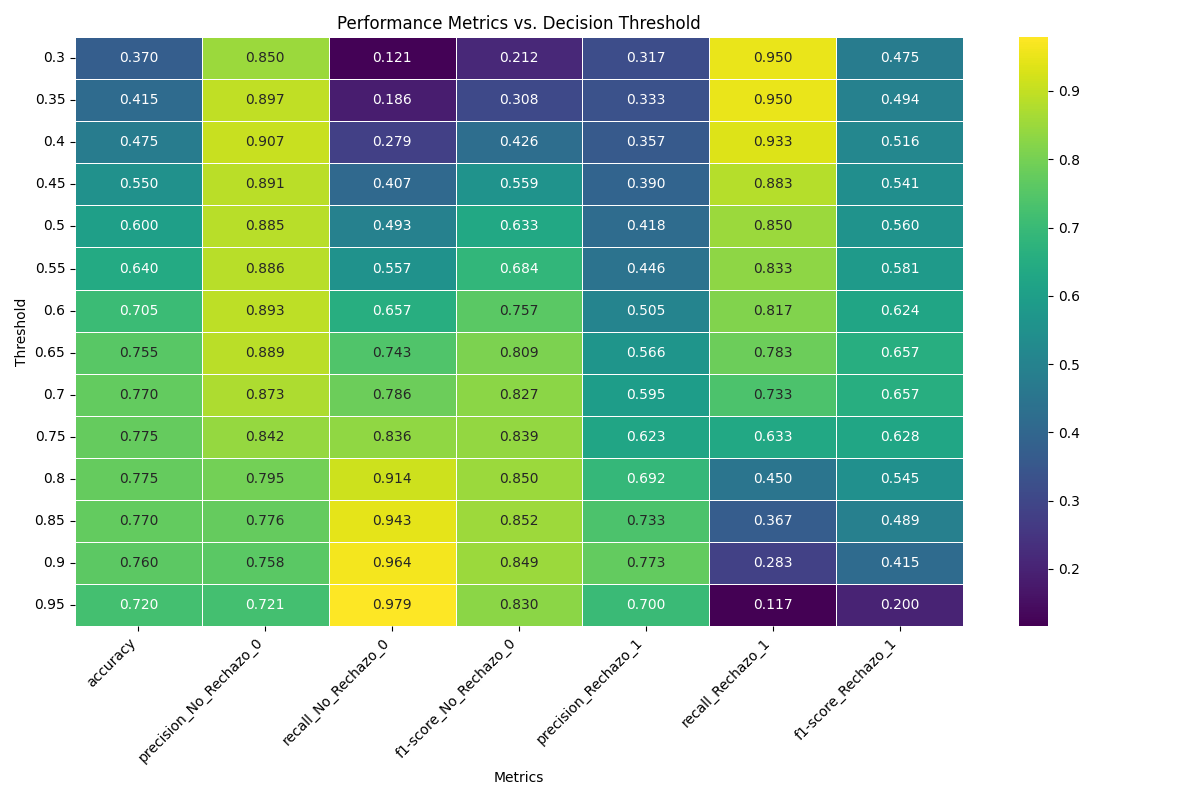 Performance Metrics vs. Decision Threshold
Threshold
0.3 0.370 0.850 0.121 0.212 0.317 0.950 0.475
0.35 0.415 0.897 0.186 0.308 0.333 0.950 0.494
0.4 0.475 0.907 0.279 0.426 0.357 0.933 0.516
0.45 0.550 0.891 0.407 0.559 0.390 0.883 0.541
0.5 0.600 0.885 0.493 0.633 0.418 0.850 0.560
0.55 0.640 0.886 0.557 0.684 0.446 0.833 0.581
0.6 0.705 0.893 0.657 0.757 0.505 0.817 0.624
0.65 0.755 0.889 0.743 0.809 0.566 0.783 0.657
0.7 0.770 0.873 0.786 0.827 0.595 0.733 0.657
0.75 0.775 0.842 0.836 0.839 0.623 0.633 0.628
0.8 0.775 0.795 0.914 0.850 0.692 0.450 0.545
0.85 0.770 0.776 0.943 0.852 0.733 0.367 0.489
0.9 0.760 0.758 0.964 0.849 0.773 0.283 0.415
0.95 0.720 0.721 0.979 0.830 0.700 0.117 0.200
accuracy
precision_No_Rechazo_0
recall_No_Rechazo_0
f1-score_No_Rechazo_0
precision_Rechazo_1
recall_Rechazo_1
f1-score_Rechazo_1
Metrics
0.9
0.8
0.7
0.6
0.5
0.4
0.3
0.2